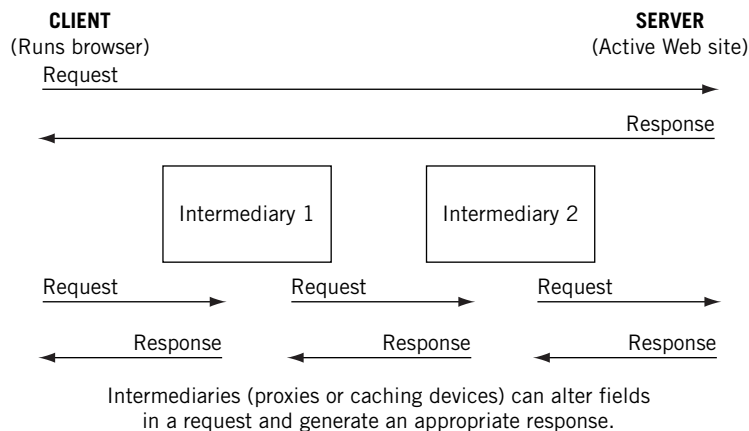 CLIENT
SERVER
(Runs browser)
(Active Web site)
Request
Response
Intermediary 1
Intermediary 2
Request
Request
Request
Response
Response
Response
Intermediaries (proxies or caching devices) can alter fields
in a request and generate an appropriate response.